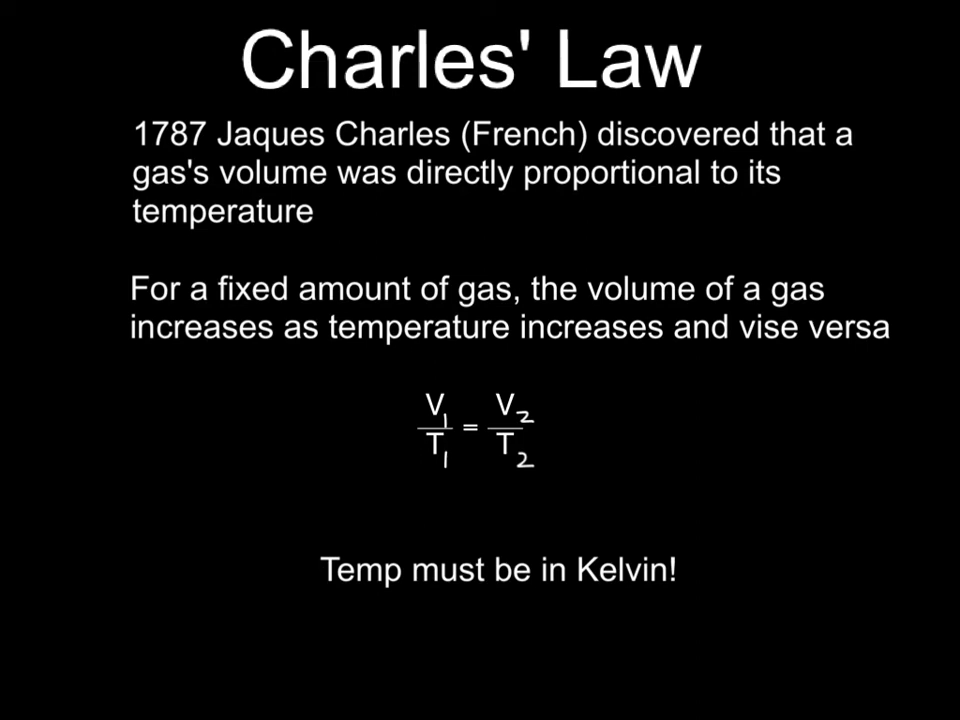 Charles' Law
1787 Jaques Charles (French) discovered that a
gas's volume was directly proportional to its
temperature
For a fixed amount of gas, the volume of a gas
increases as temperature increases and vise versa
V₁ = V₂
T₁ T₂
Temp must be in Kelvin!